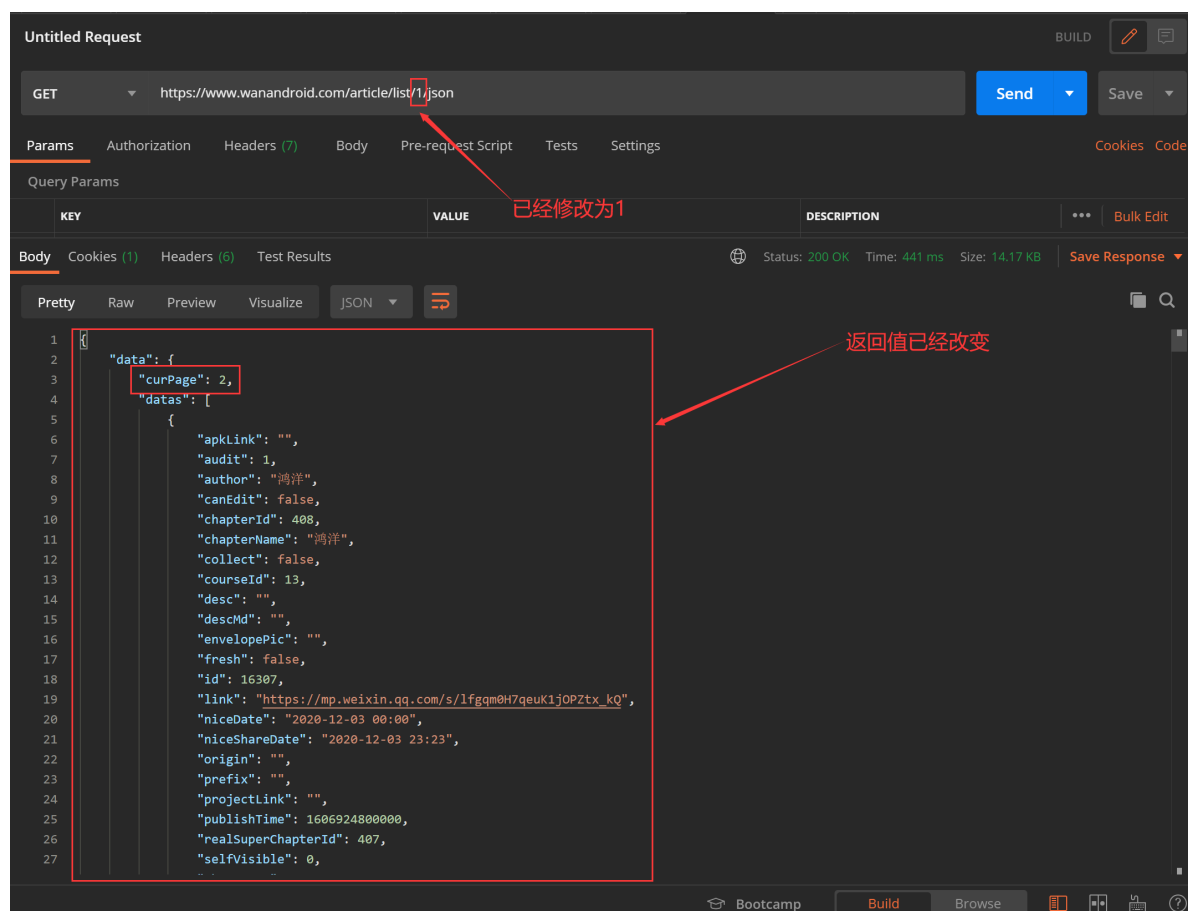 Untitled Request
BUILD
GET
https://www.wanandroid.com/article/list/1/json
Send
Save
Params Authorization Headers (7) Body Pre-request Script Tests Settings
Cookies Code
Query Params
KEY
VALUE
已经修改为1
DESCRIPTION
••• Bulk Edit
Body Cookies (1) Headers (6) Test Results
Status: 200 OK Time: 441 ms Size: 14.17 KB
Save Response
Pretty Raw Preview Visualize JSON
返回值已经改变
1 {
2 "data": {
3 "curPage": 2,
4 "datas": [
5 {
6 "apkLink": "",
7 "audit": 1,
8 "author": "鸿洋",
9 "canEdit": false,
10 "chapterId": 408,
11 "chapterName": "鸿洋",
12 "collect": false,
13 "courseId": 13,
14 "desc": "",
15 "descMd": "",
16 "envelopePic": "",
17 "fresh": false,
18 "id": 16307,
19 "link": "https://mp.weixin.qq.com/s/lfgqm0H7qeuK1jOPZtx_kQ",
20 "niceDate": "2020-12-03 00:00",
21 "niceShareDate": "2020-12-03 23:23",
22 "origin": "",
23 "prefix": "",
24 "projectLink": "",
25 "publishTime": 1606924800000,
26 "realSuperChapterId": 407,
27 "selfVisible": 0,
Bootcamp Build Browse